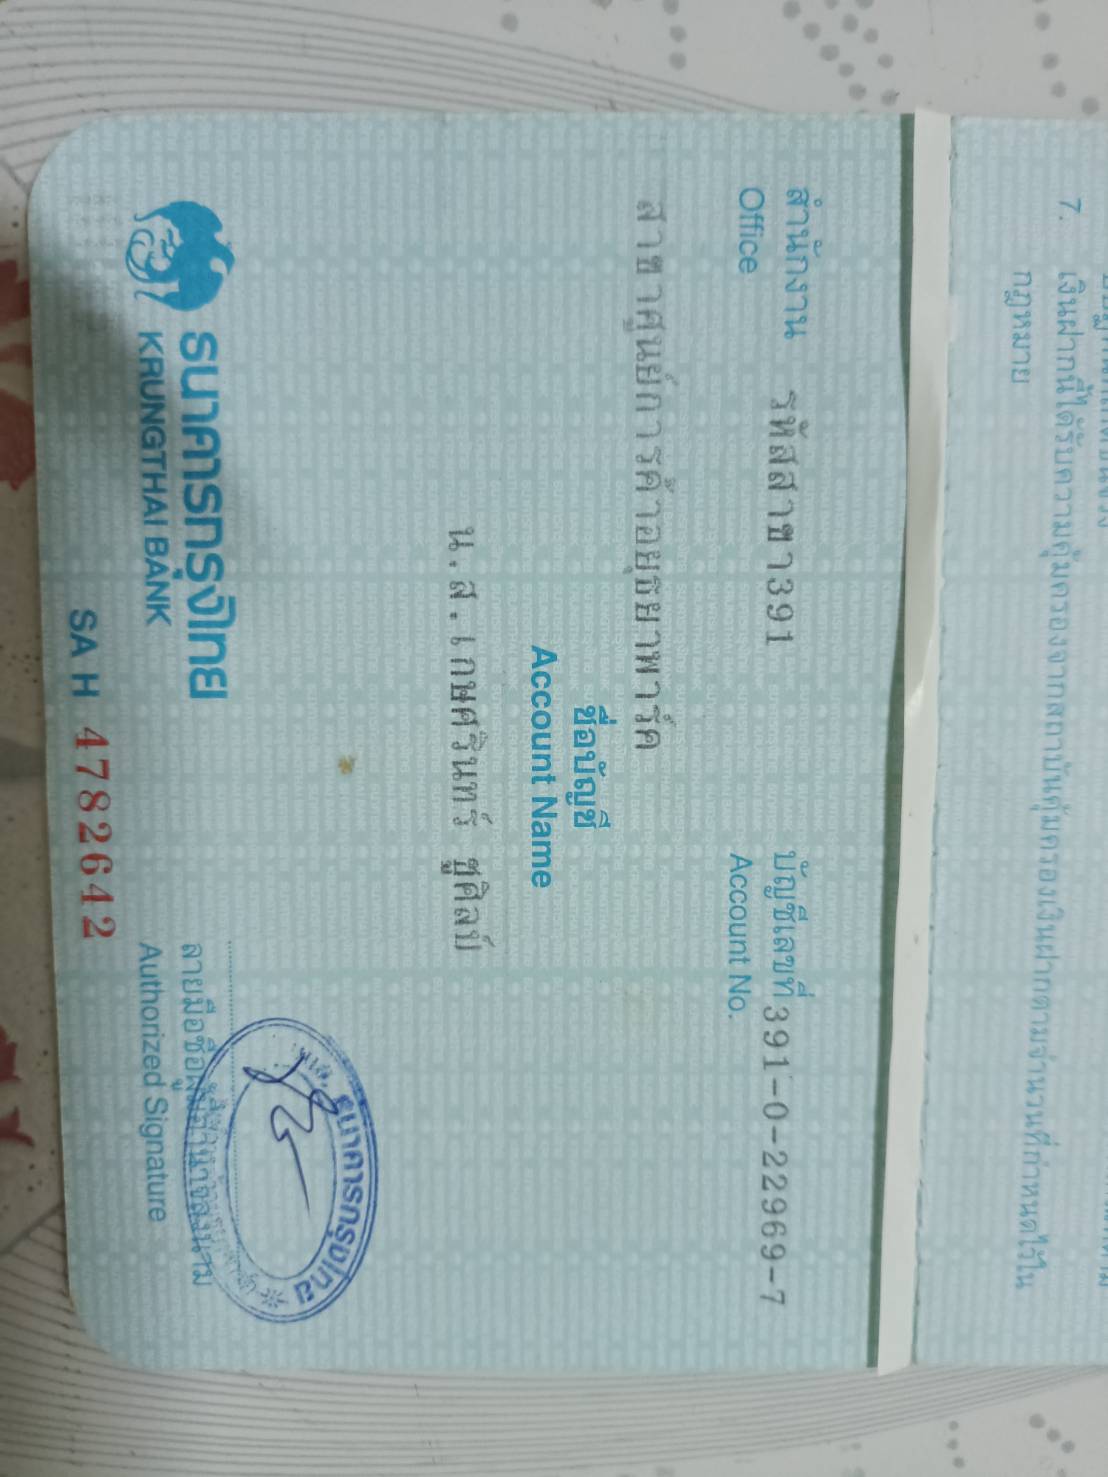 7. เงินฝากนี้ได้รับความคุ้มครองจากสถาบันคุ้มครองเงินฝากตามจำนวนที่กำหนดไว้ใน
กฎหมาย
สำนักงาน รหัสสาขา391 บัญชีเลขที่ 391-0-22969-7
Office Account No.
สาขาศูนย์การค้าอยุธยาพาร์ค
ชื่อบัญชี
Account Name
น.ส.เกษศรินทร์ ชูศิลป์
บมจ. ธนาคารกรุงไทย
ธนาคารกรุงไทย
KRUNGTHAI BANK
ลายมือชื่อผู้มีอำนาจลงนาม
Authorized Signature
SA H 4782642